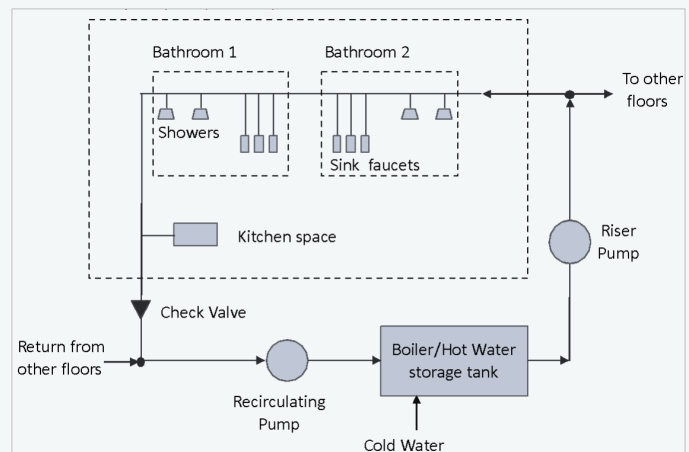 Bathroom 1
Bathroom 2
To other
floors
Showers
Sink faucets
Kitchen space
Riser
Pump
Check Valve
Return from
other floors
Boiler/Hot Water
storage tank
Recirculating
Pump
Cold Water